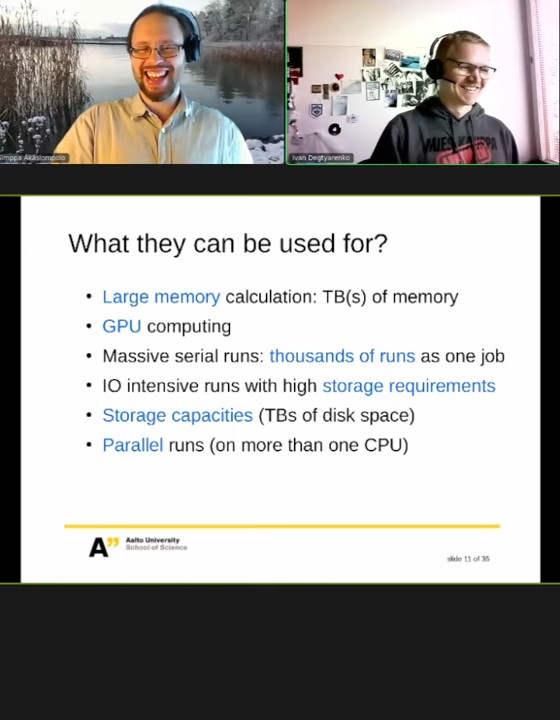 Simppa Äkäslompolo
Ivan Degtyarenko
What they can be used for?
• Large memory calculation: TB(s) of memory
• GPU computing
• Massive serial runs: thousands of runs as one job
• IO intensive runs with high storage requirements
• Storage capacities (TBs of disk space)
• Parallel runs (on more than one CPU)
A”
Aalto University
School of Science
slide 11 of 35